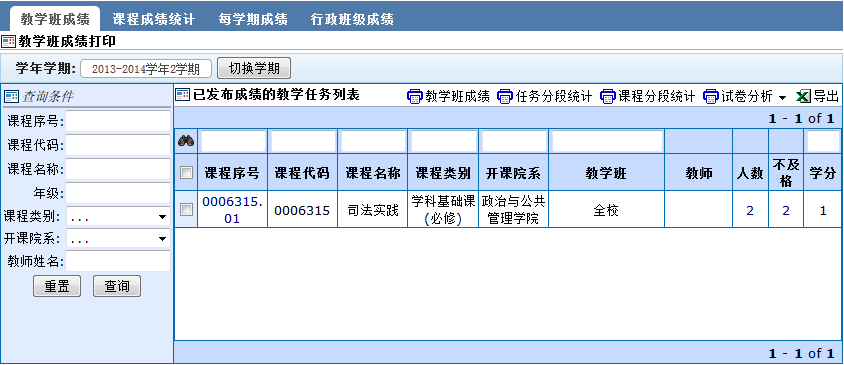 教学班成绩 课程成绩统计 每学期成绩 行政班级成绩
教学班成绩打印
学年学期: 2013-2014学年2学期 切换学期
查询条件
课程序号:
课程代码:
课程名称:
年级:
课程类别: ...
开课院系: ...
教师姓名:
重置 查询
已发布成绩的教学任务列表 教学班成绩 任务分段统计 课程分段统计 试卷分析 导出
1 - 1 of 1
课程序号 课程代码 课程名称 课程类别 开课院系 教学班 教师 人数 不及格 学分
0006315.01 0006315 司法实践 学科基础课(必修) 政治与公共管理学院 全校 2 2 1
1 - 1 of 1